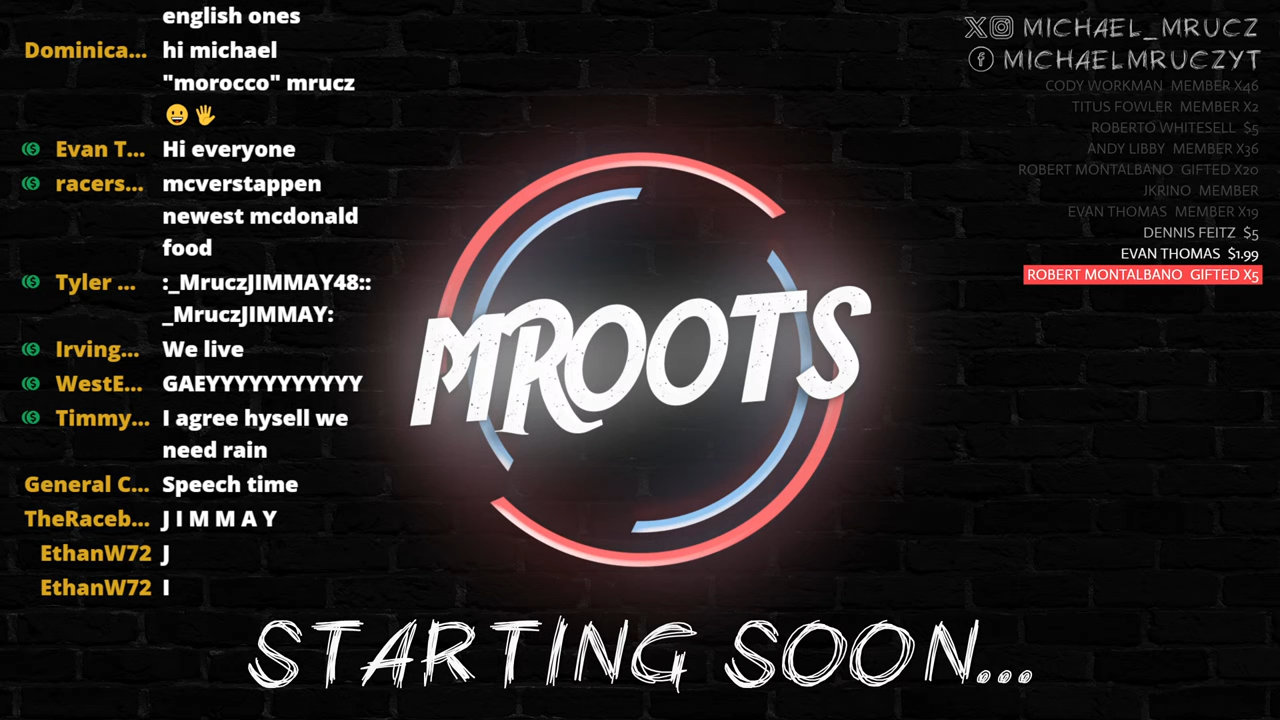 english ones
Dominica... hi michael
"morocco" mrucz
😀🖐
Evan T... Hi everyone
racers... mcverstappen
newest mcdonald
food
Tyler ... :_MruczJIMMAY48::
_MruczJIMMAY:
Irving... We live
WestE... GAEYYYYYYYYYYY
Timmy... I agree hysell we
need rain
General C... Speech time
TheRaceb... J I M M A Y
EthanW72 J
EthanW72 I
MICHAEL_MRUCZ
MICHAELMRUCZYT
CODY WORKMAN MEMBER X46
TITUS FOWLER MEMBER X2
ROBERTO WHITESELL $5
ANDY LIBBY MEMBER X36
ROBERT MONTALBANO GIFTED X20
JKRINO MEMBER
EVAN THOMAS MEMBER X19
DENNIS FEITZ $5
EVAN THOMAS $1.99
ROBERT MONTALBANO GIFTED X5
MROOTS
STARTING SOON...